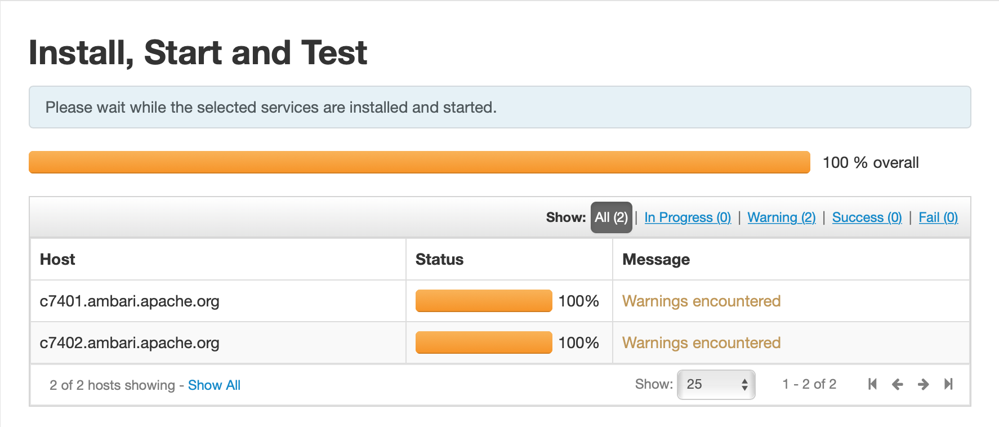 Install, Start and Test
Please wait while the selected services are installed and started.
100 % overall
Show: All (2) | In Progress (0) | Warning (2) | Success (0) | Fail (0)
Host Status Message
c7401.ambari.apache.org 100% Warnings encountered
c7402.ambari.apache.org 100% Warnings encountered
2 of 2 hosts showing - Show All Show: 25 1 - 2 of 2